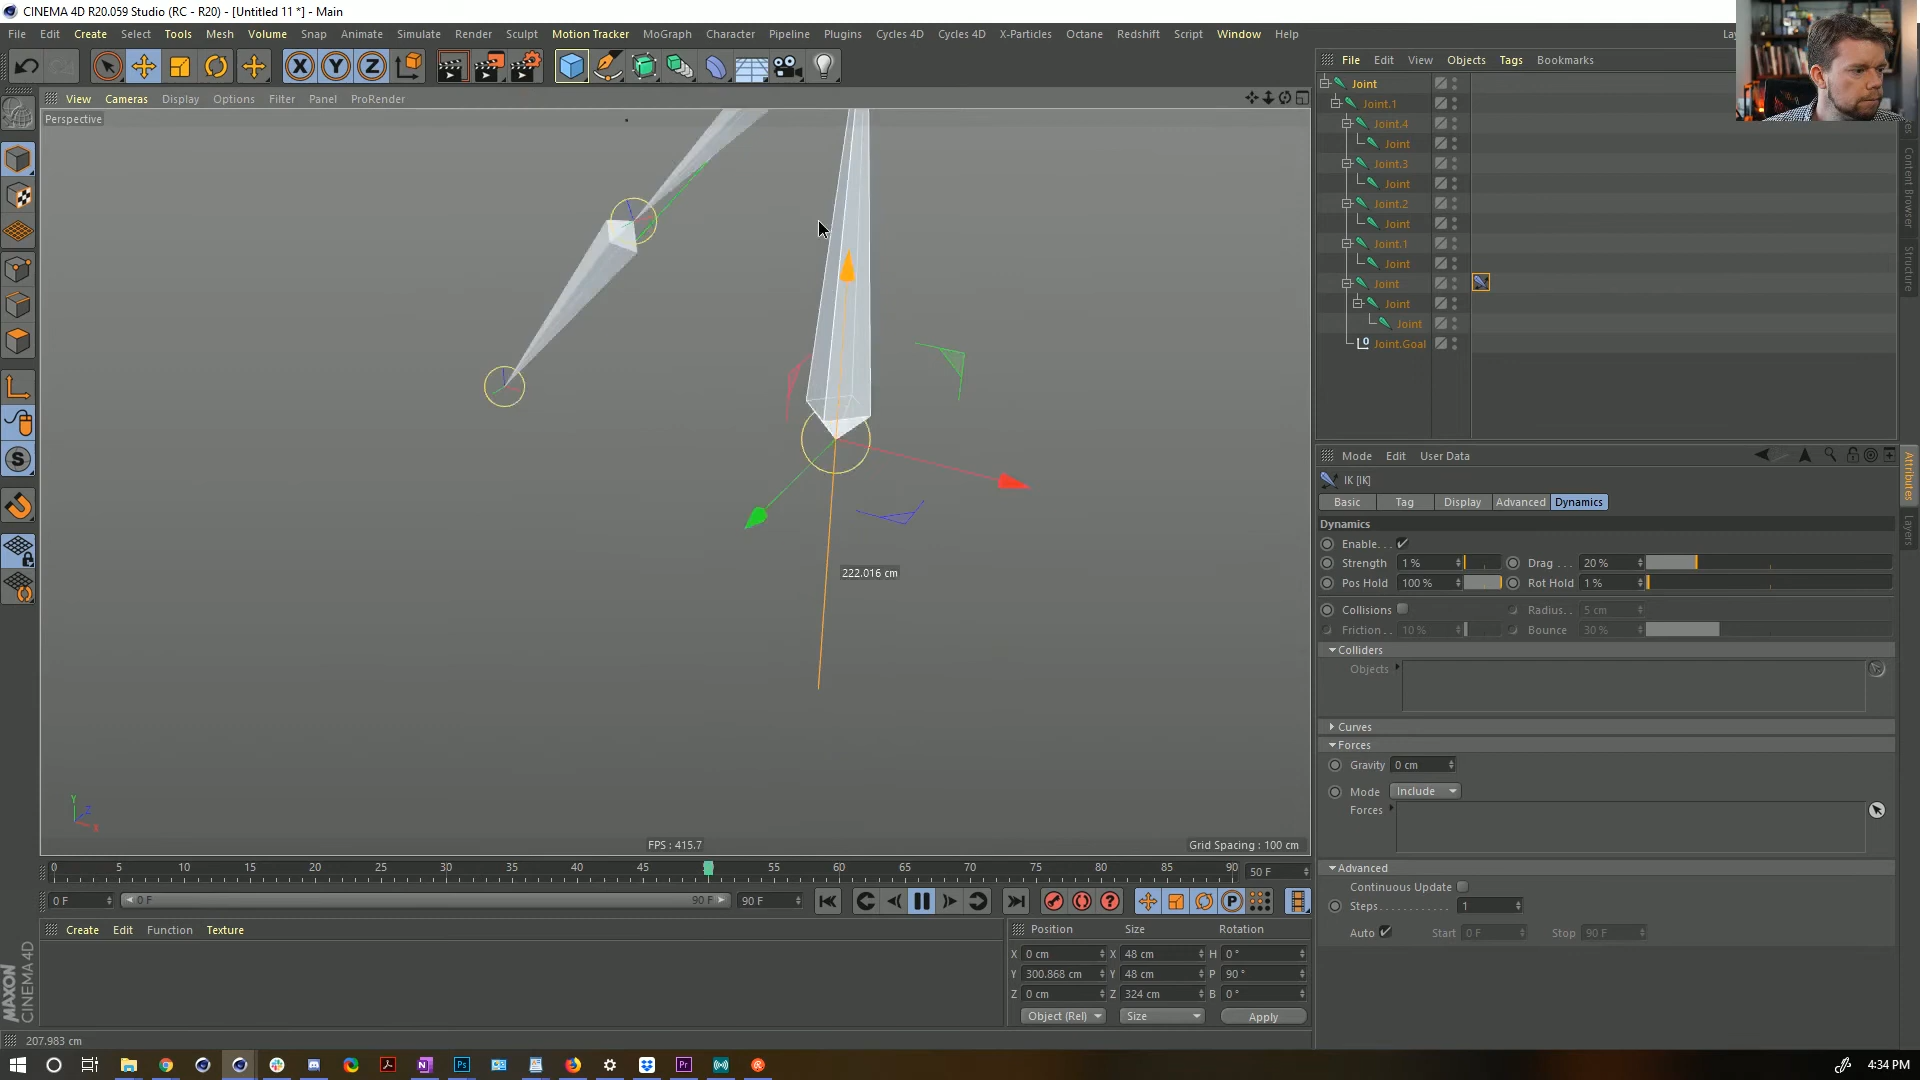 CINEMA 4D R20.059 Studio (RC - R20) - [Untitled 11 *] - Main
File Edit Create Select Tools Mesh Volume Snap Animate Simulate Render Sculpt Motion Tracker MoGraph Character Pipeline Plugins Cycles 4D Cycles 4D X-Particles Octane Redshift Script Window Help
X Y Z
File Edit View Objects Tags Bookmarks
View Cameras Display Options Filter Panel ProRender
Perspective
Joint
Joint.1
Joint.4
Joint
Joint.3
Joint
Joint.2
Joint
Joint.1
Joint
Joint
Joint
Joint
Joint.Goal
Content Browser
Structure
222.016 cm
Mode Edit User Data
IK [IK]
Basic Tag Display Advanced Dynamics
Dynamics
Enable. . .
Strength 1 % Drag . . . 20 %
Pos Hold 100 % Rot Hold 1 %
Collisions Radius. . 5 cm
Friction . . 10 % Bounce 30 %
Colliders
Objects
Curves
Forces
Gravity 0 cm
Mode Include
Forces
Advanced
Continuous Update
Steps. . . . . . . . . . 1
Auto Start 0 F Stop 90 F
Attributes
Layers
Y Z X
FPS : 415.7
Grid Spacing : 100 cm
0 5 10 15 20 25 30 35 40 45 50 55 60 65 70 75 80 85 90 50 F
0 F 0 F 90 F 90 F
Create Edit Function Texture
Position Size Rotation
X 0 cm X 48 cm H 0 °
Y 300.868 cm Y 48 cm P 90 °
Z 0 cm Z 324 cm B 0 °
Object (Rel) Size Apply
MAXON
CINEMA 4D
207.983 cm
4:34 PM